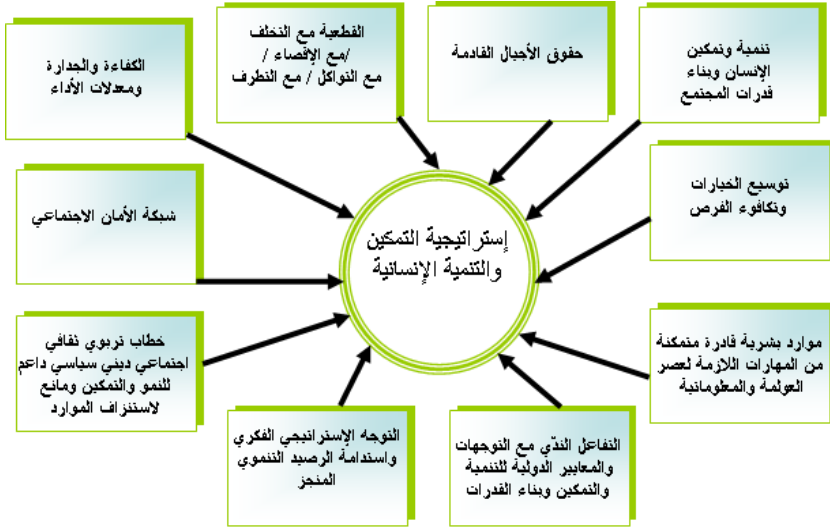 تنمية وتمكين
الإنسان وبناء
قدرات المجتمع
حقوق الأجيال القادمة
القطعية مع التخلف
/مع الإقصاء /
مع التواكل / مع التطرف
الكفاءة والجدارة
ومعدلات الأداء
توسيع الخيارات
وتكافوء الفرص
شبكة الأمان الاجتماعي
إستراتيجية التمكين
والتنمية الإنسانية
موارد بشرية قادرة متمكنة
من المهارات اللازمة لعصر
العولمة والمعلوماتية
خطاب تربوي ثقافي
اجتماعي ديني سياسي داعم
للنمو والتمكين ومانع
لاستنزاف الموارد
التفاعل الندّي مع التوجهات
والمعايير الدولية للتنمية
والتمكين وبناء القدرات
التوجه الإستراتيجي الفكري
واستدامة الرصيد التنموي
المنجز